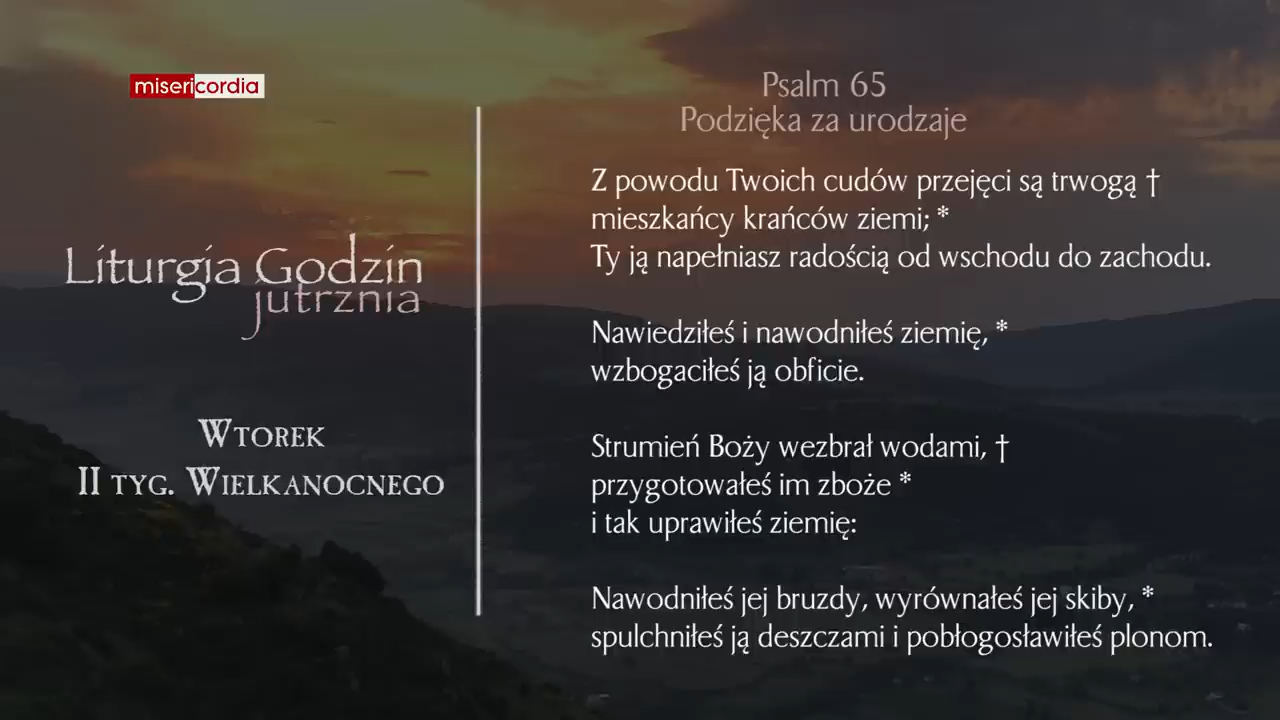 misericordia
Liturgia Godzin
jutrznia
Wtorek
II tyg. Wielkanocnego
Psalm 65
Podzięka za urodzaje
Z powodu Twoich cudów przejęci są trwogą †
mieszkańcy krańców ziemi; *
Ty ją napełniasz radością od wschodu do zachodu.
Nawiedziłeś i nawodniłeś ziemię, *
wzbogaciłeś ją obficie.
Strumień Boży wezbrał wodami, †
przygotowałeś im zboże *
i tak uprawiłeś ziemię:
Nawodniłeś jej bruzdy, wyrównałeś jej skiby, *
spulchniłeś ją deszczami i pobłogosławiłeś plonom.